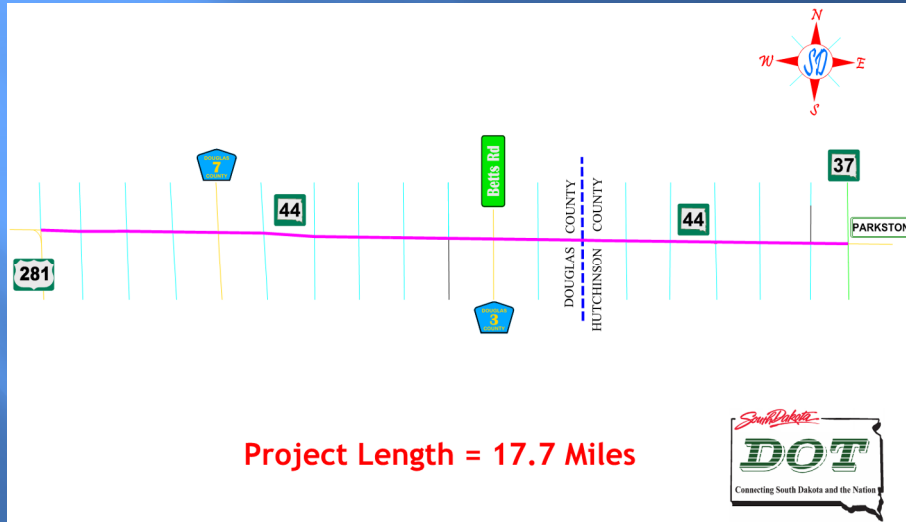 N
W
SD
E
S
DOUGLAS
7
COUNTY
Betts Rd
37
44
44
DOUGLAS COUNTY
HUTCHINSON COUNTY
PARKSTON
281
DOUGLAS
3
COUNTY
Project Length = 17.7 Miles
South Dakota
DOT
Connecting South Dakota and the Nation